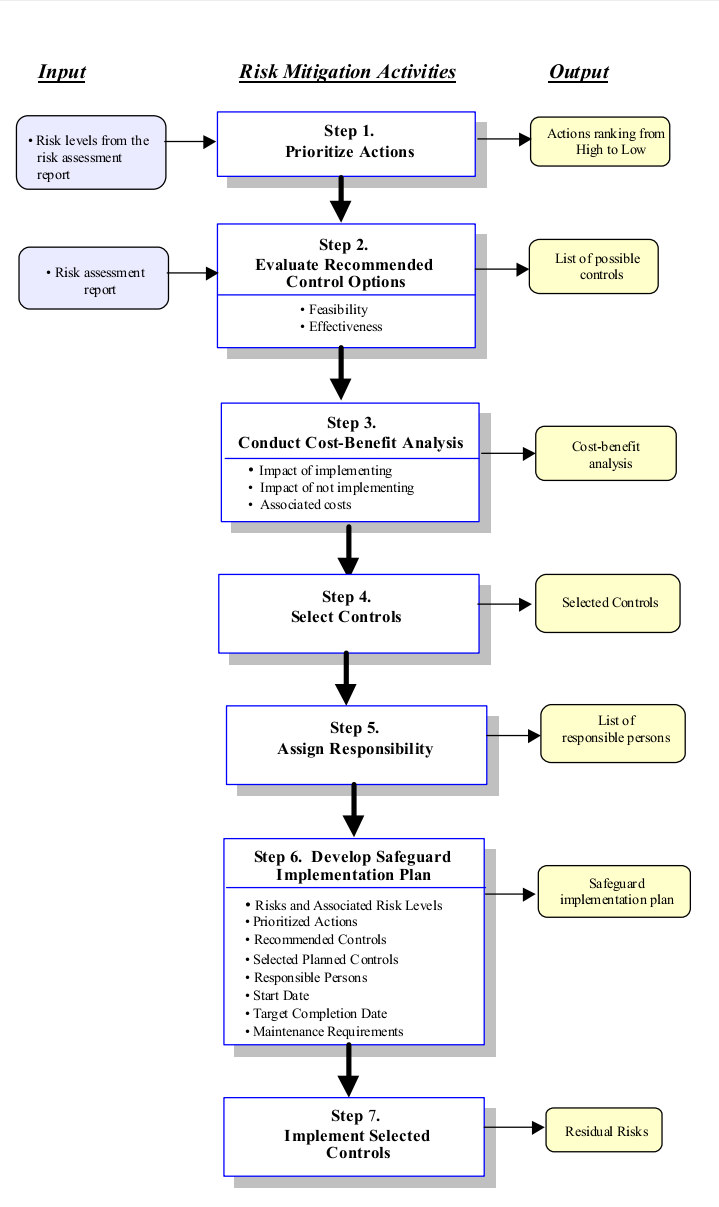 Input
Risk Mitigation Activities
Output
• Risk levels from the
risk assessment
report
Step 1.
Prioritize Actions
Actions ranking from
High to Low
• Risk assessment
report
Step 2.
Evaluate Recommended
Control Options
• Feasibility
• Effectiveness
List of possible
controls
Step 3.
Conduct Cost-Benefit Analysis
• Impact of implementing
• Impact of not implementing
• Associated costs
Cost-benefit
analysis
Step 4.
Select Controls
Selected Controls
Step 5.
Assign Responsibility
List of
responsible persons
Step 6. Develop Safeguard
Implementation Plan
• Risks and Associated Risk Levels
• Prioritized Actions
• Recommended Controls
• Selected Planned Controls
• Responsible Persons
• Start Date
• Target Completion Date
• Maintenance Requirements
Safeguard
implementation plan
Step 7.
Implement Selected
Controls
Residual Risks